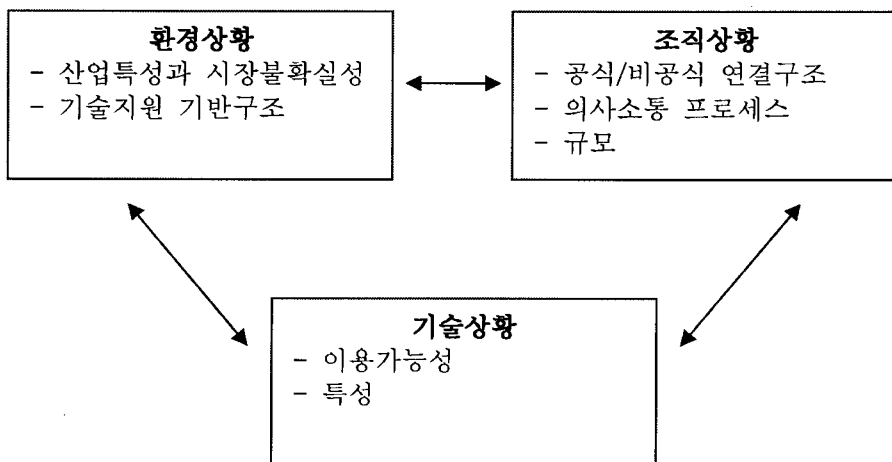 환경상황
- 산업특성과 시장불확실성
- 기술지원 기반구조
조직상황
- 공식/비공식 연결구조
- 의사소통 프로세스
- 규모
기술상황
- 이용가능성
- 특성